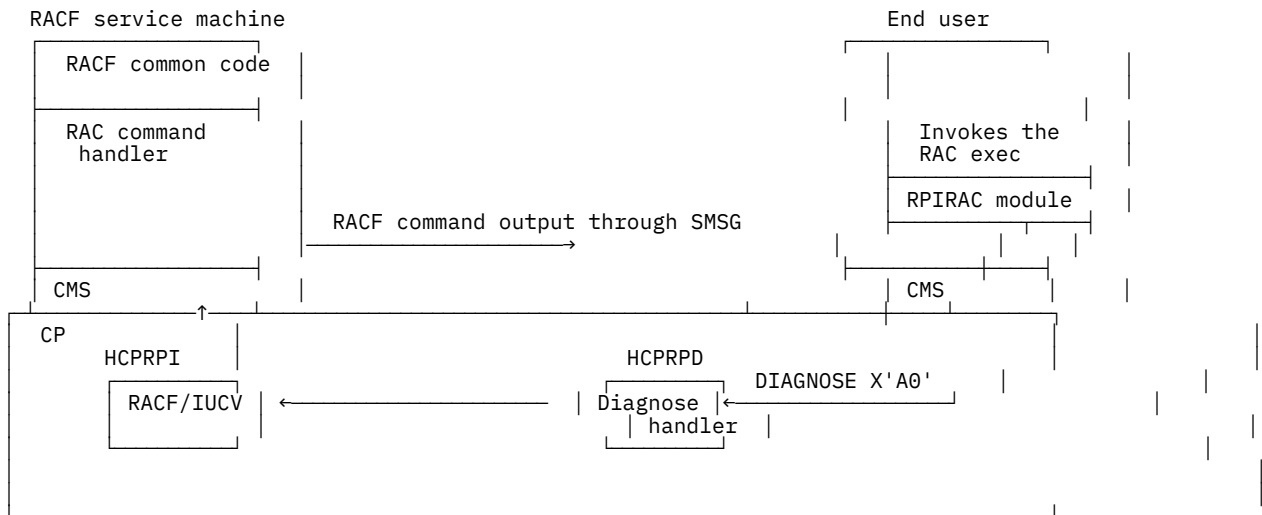 RACF service machine End user
RACF common code
RAC command Invokes the
handler RAC exec
RPIRAC module
RACF command output through SMSG
CMS CMS
CP
HCPRPI HCPRPD
DIAGNOSE X'A0'
RACF/IUCV Diagnose
handler